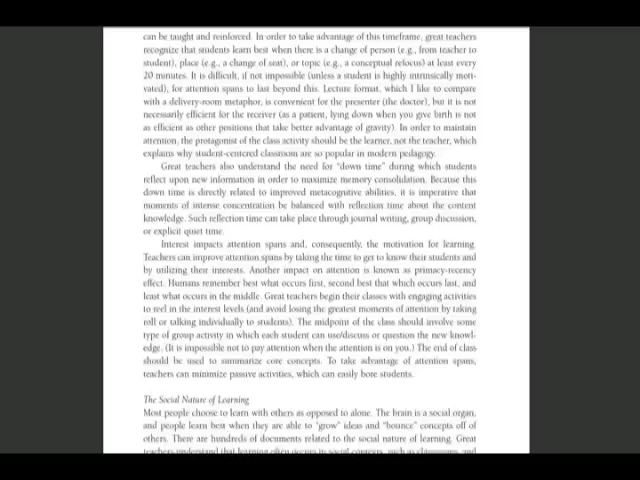 can be taught and reinforced. In order to take advantage of this timeframe, great teachers
recognize that students learn best when there is a change of person (e.g., from teacher to
student), place (e.g., a change of seat), or topic (e.g., a conceptual refocus) at least every
20 minutes. It is difficult, if not impossible (unless a student is highly intrinsically moti-
vated), for attention spans to last beyond this. Lecture format, which I like to compare
with a delivery-room metaphor, is convenient for the presenter (the doctor), but it is not
necessarily efficient for the receiver (as a patient, lying down when you give birth is not
as efficient as other positions that take better advantage of gravity). In order to maintain
attention, the protagonist of the class activity should be the learner, not the teacher, which
explains why student-centered classroom are so popular in modern pedagogy.
Great teachers also understand the need for “down time” during which students
reflect upon new information in order to maximize memory consolidation. Because this
down time is directly related to improved metacognitive abilities, it is imperative that
moments of intense concentration be balanced with reflection time about the content
knowledge. Such reflection time can take place through journal writing, group discussion,
or explicit quiet time.
Interest impacts attention spans and, consequently, the motivation for learning.
Teachers can improve attention spans by taking the time to get to know their students and
by utilizing their interests. Another impact on attention is known as primacy-recency
effect. Humans remember best what occurs first, second best that which occurs last, and
least what occurs in the middle. Great teachers begin their classes with engaging activities
to reel in the interest levels (and avoid losing the greatest moments of attention by taking
roll or talking individually to students). The midpoint of the class should involve some
type of group activity in which each student can use/discuss or question the new knowl-
edge. (It is impossible not to pay attention when the attention is on you.) The end of class
should be used to summarize core concepts. To take advantage of attention spans,
teachers can minimize passive activities, which can easily bore students.
The Social Nature of Learning
Most people choose to learn with others as opposed to alone. The brain is a social organ,
and people learn best when they are able to “grow” ideas and “bounce” concepts off of
others. There are hundreds of documents related to the social nature of learning. Great
teachers understand that learning often occurs in social contexts, such as classrooms, and